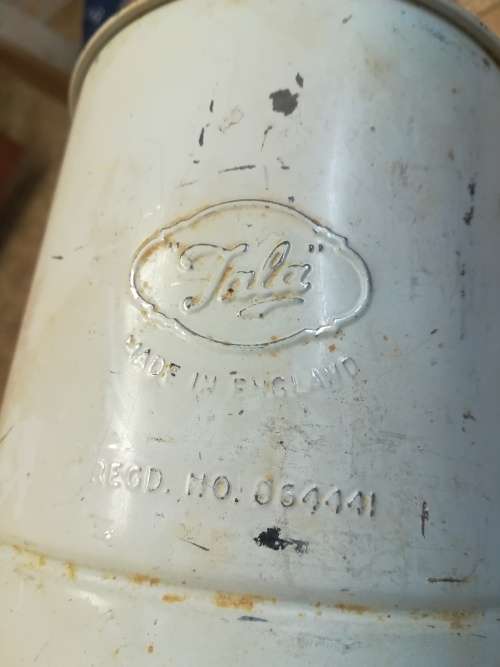 "Tala"
MADE IN ENGLAND
REGD. NO. 864441